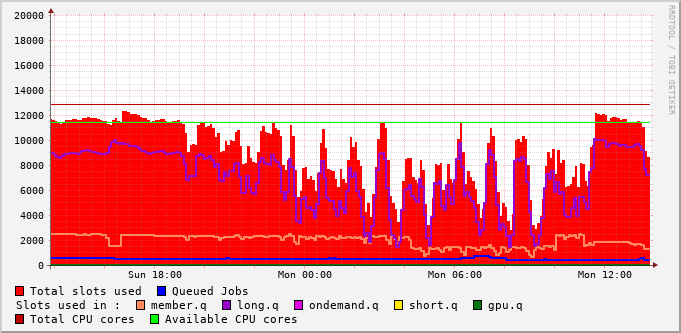 20000
18000
16000
14000
12000
10000
8000
6000
4000
2000
0
Sun 18:00 Mon 00:00 Mon 06:00 Mon 12:00
Total slots used Queued Jobs
Slots used in : member.q long.q ondemand.q short.q gpu.q
Total CPU cores Available CPU cores
RRDTOOL / TOBI OETIKER